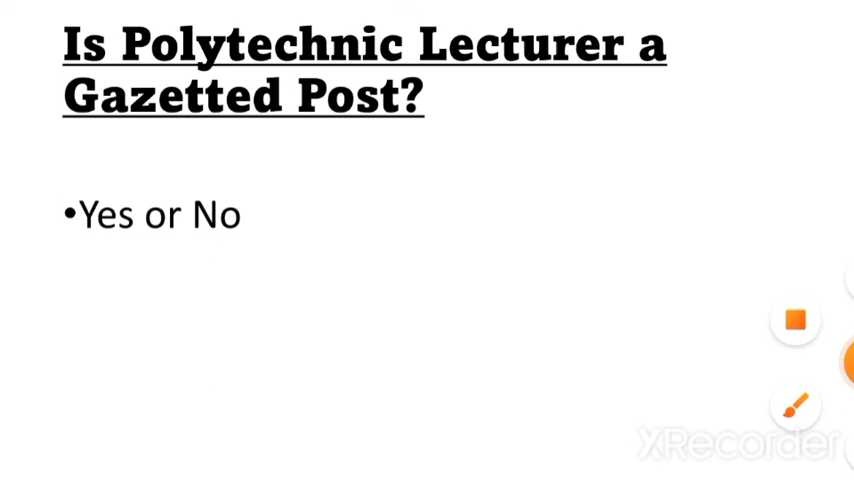 Is Polytechnic Lecturer a
Gazetted Post?
•Yes or No
XRecorder